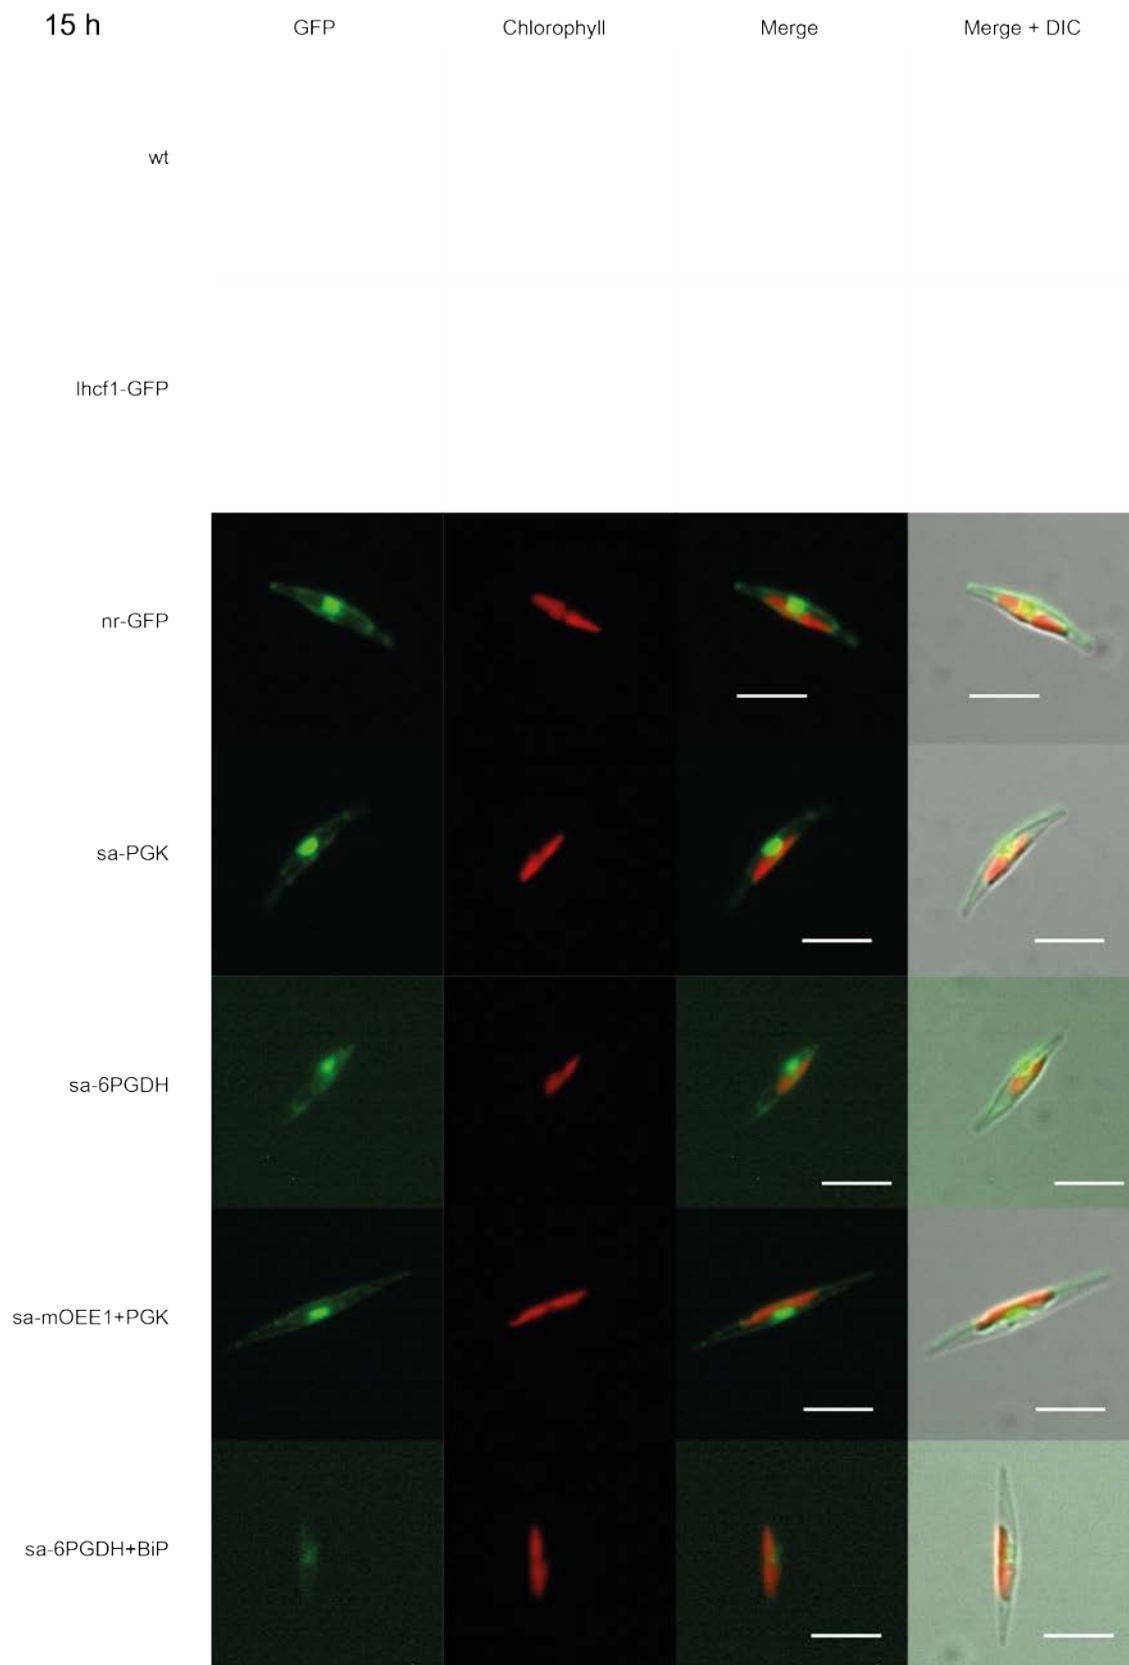 15 h GFP Chlorophyll Merge Merge + DIC
wt
lhcf1-GFP
nr-GFP
sa-PGK
sa-6PGDH
sa-mOEE1+PGK
sa-6PGDH+BiP